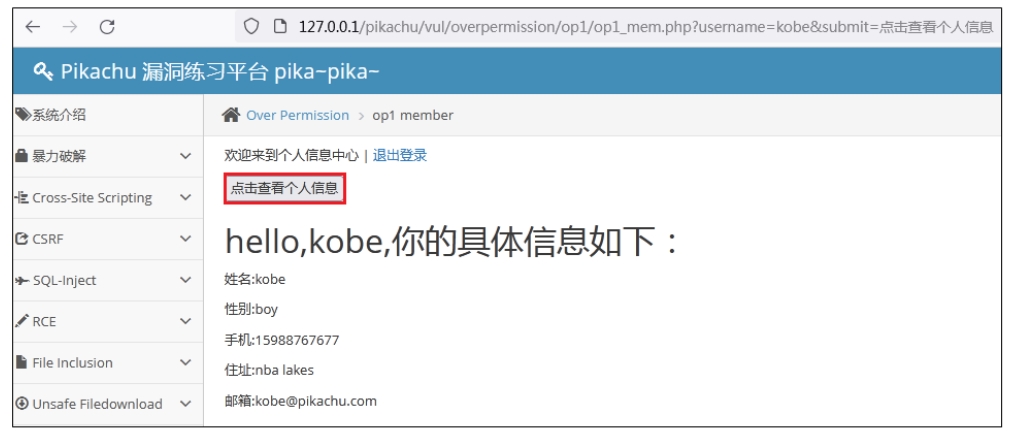 127.0.0.1/pikachu/vul/overpermission/op1/op1_mem.php?username=kobe&submit=点击查看个人信息
Pikachu 漏洞练习平台 pika~pika~
系统介绍
Over Permission > op1 member
暴力破解
欢迎来到个人信息中心 | 退出登录
点击查看个人信息
Cross-Site Scripting
CSRF
hello,kobe,你的具体信息如下：
SQL-Inject
姓名:kobe
性别:boy
RCE
手机:15988767677
File Inclusion
住址:nba lakes
Unsafe Filedownload
邮箱:kobe@pikachu.com